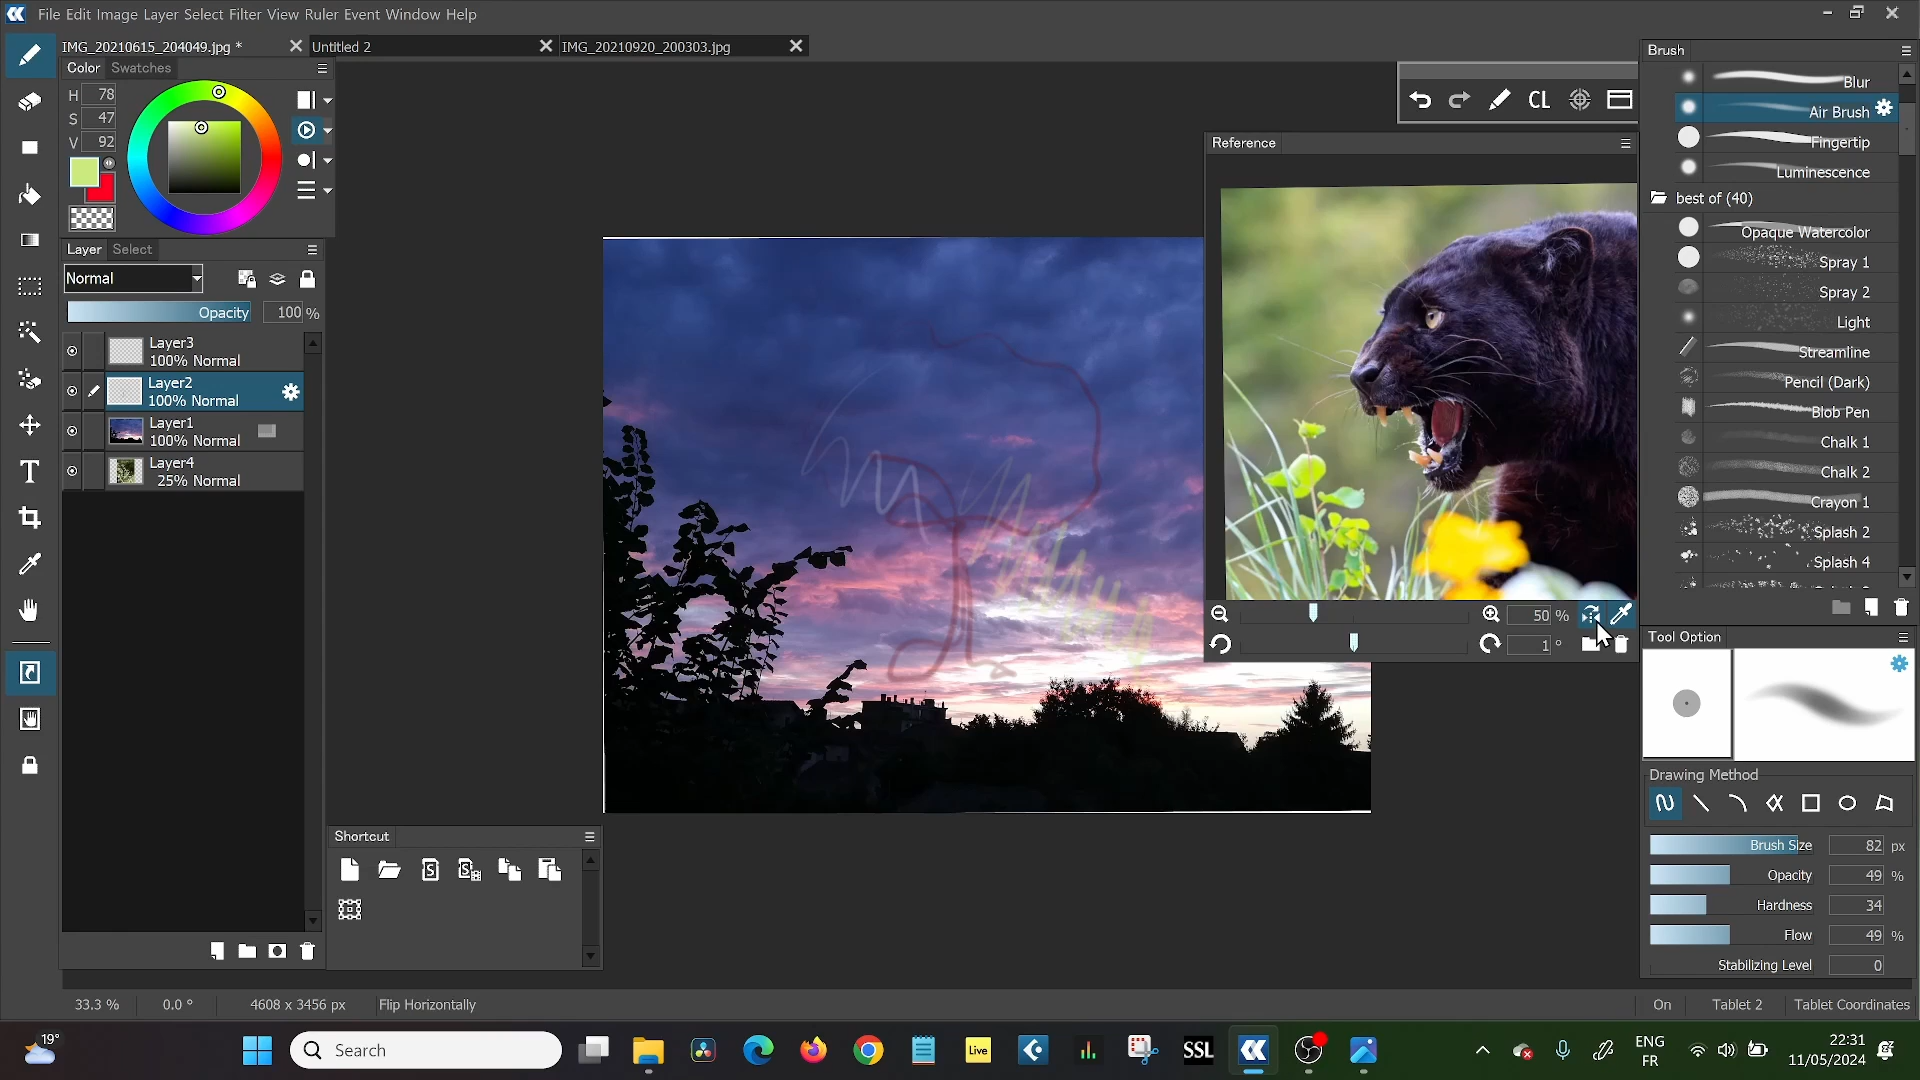 File Edit Image Layer Select Filter View Ruler Event Window Help
IMG_20210615_204049.jpg *
Untitled 2
IMG_20210920_200303.jpg
Color Swatches
H 78
S 47
V 92
Layer Select
Normal
Opacity 100 %
Layer3
100% Normal
Layer2
100% Normal
Layer1
100% Normal
Layer4
25% Normal
Shortcut
CL
Reference
50 %
1 °
Brush
Blur
Air Brush
Fingertip
Luminescence
best of (40)
Opaque Watercolor
Spray 1
Spray 2
Light
Streamline
Pencil (Dark)
Blob Pen
Chalk 1
Chalk 2
Crayon 1
Splash 2
Splash 4
Tool Option
Drawing Method
Brush Size 82 px
Opacity 49 %
Hardness 34
Flow 49 %
Stabilizing Level 0
33.3 % 0.0 ° 4608 x 3456 px Flip Horizontally
On Tablet 2 Tablet Coordinates
19°
Search
Live
SSL
ENG
FR
22:31
11/05/2024